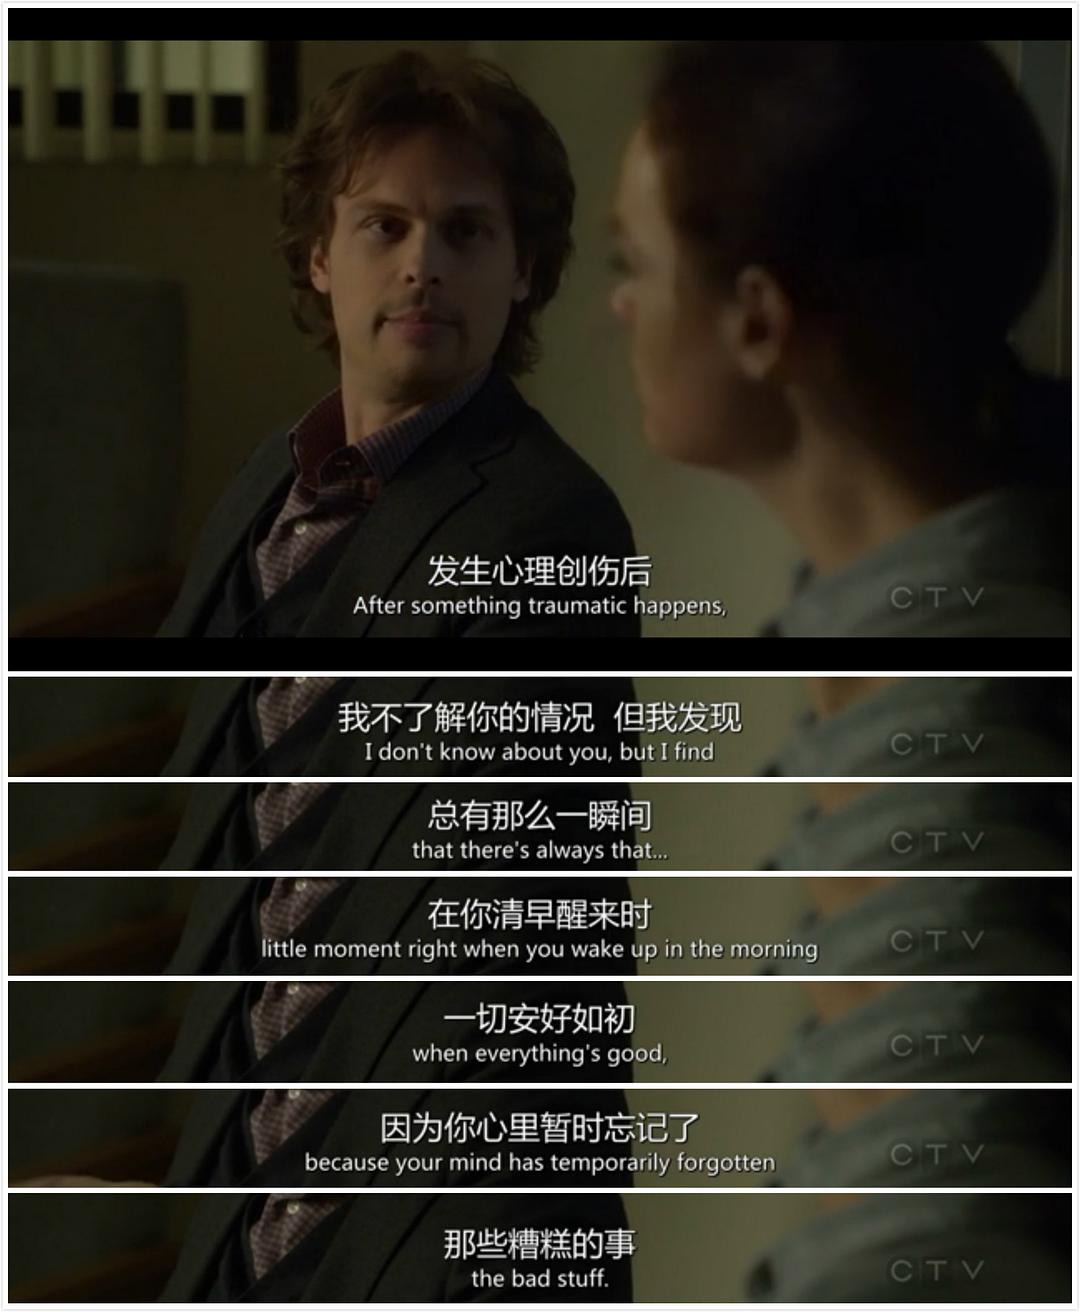 发生心理创伤后
After something traumatic happens,
CTV
我不了解你的情况 但我发现
I don't know about you, but I find
CTV
总有那么一瞬间
that there's always that...
CTV
在你清早醒来时
little moment right when you wake up in the morning
CTV
一切安好如初
when everything's good,
CTV
因为你心里暂时忘记了
because your mind has temporarily forgotten
CTV
那些糟糕的事
the bad stuff.
CTV